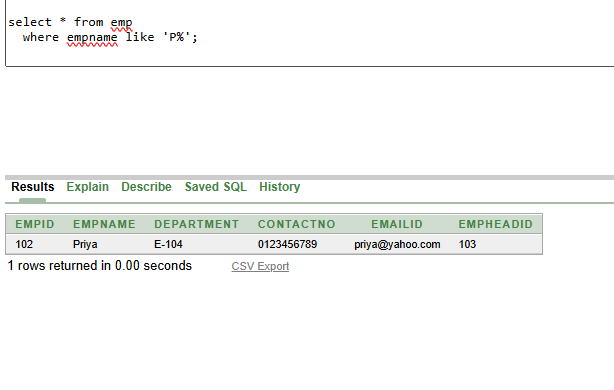 select * from emp
where empname like 'P%';
Results Explain Describe Saved SQL History
EMPID EMPNAME DEPARTMENT CONTACTNO EMAILID EMPHEADID
102 Priya E-104 0123456789 priya@yahoo.com 103
1 rows returned in 0.00 seconds CSV Export